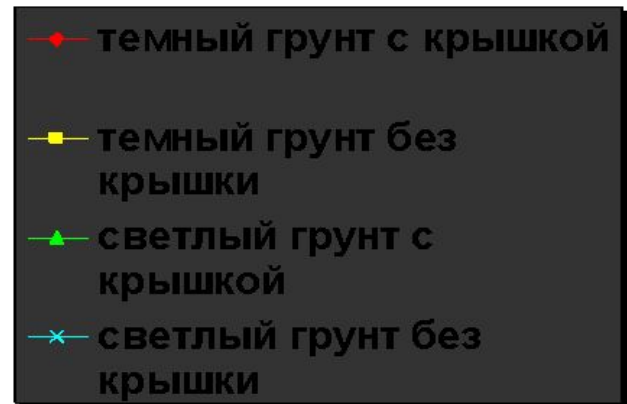 темный грунт с крышкой
темный грунт без
крышки
светлый грунт с
крышкой
светлый грунт без
крышки